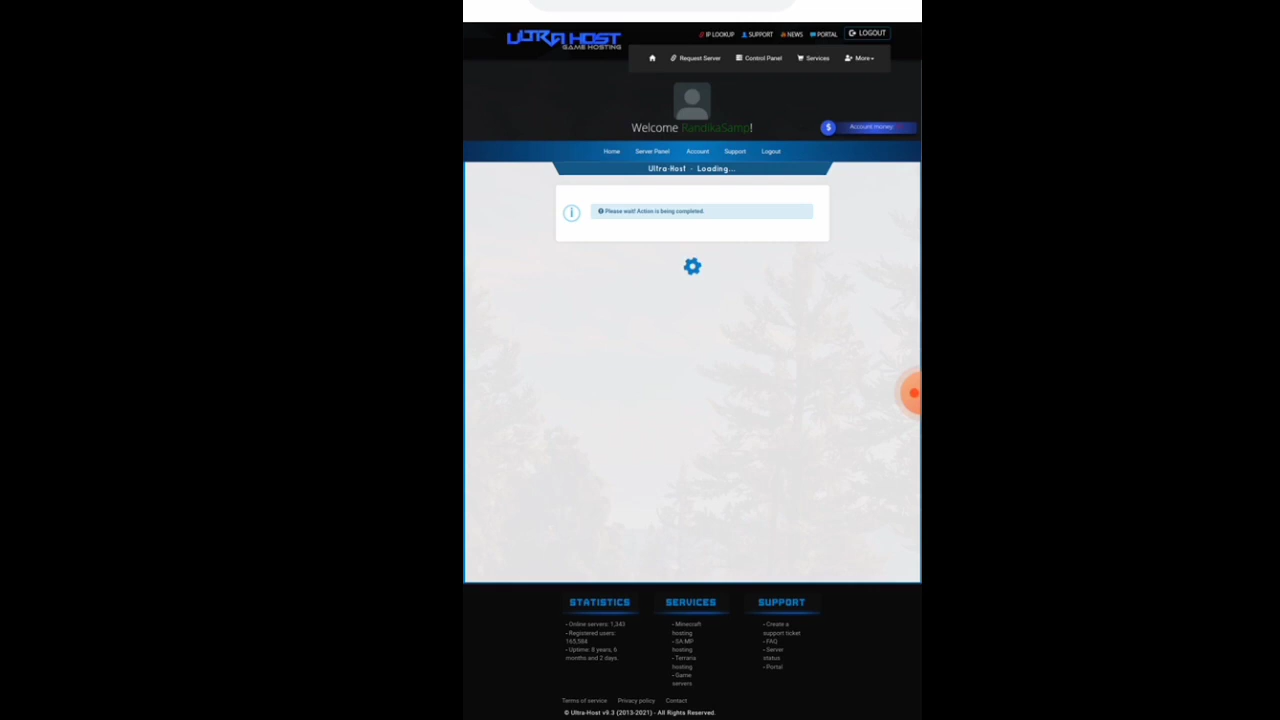 ULTRA HOST
GAME HOSTING
IP LOOKUP SUPPORT NEWS PORTAL LOGOUT
Request Server Control Panel Services More
Welcome RandikaSamp!
$ Account money:
Home Server Panel Account Support Logout
Ultra-Host - Loading...
Please wait! Action is being completed.
STATISTICS
- Online servers: 1,343
- Registered users:
165,584
- Uptime: 8 years, 6
months and 2 days.
SERVICES
- Minecraft
hosting
- SA:MP
hosting
- Terraria
hosting
- Game
servers
SUPPORT
- Create a
support ticket
- FAQ
- Server
status
- Portal
Terms of service Privacy policy Contact
© Ultra-Host v9.3 (2013-2021) - All Rights Reserved.